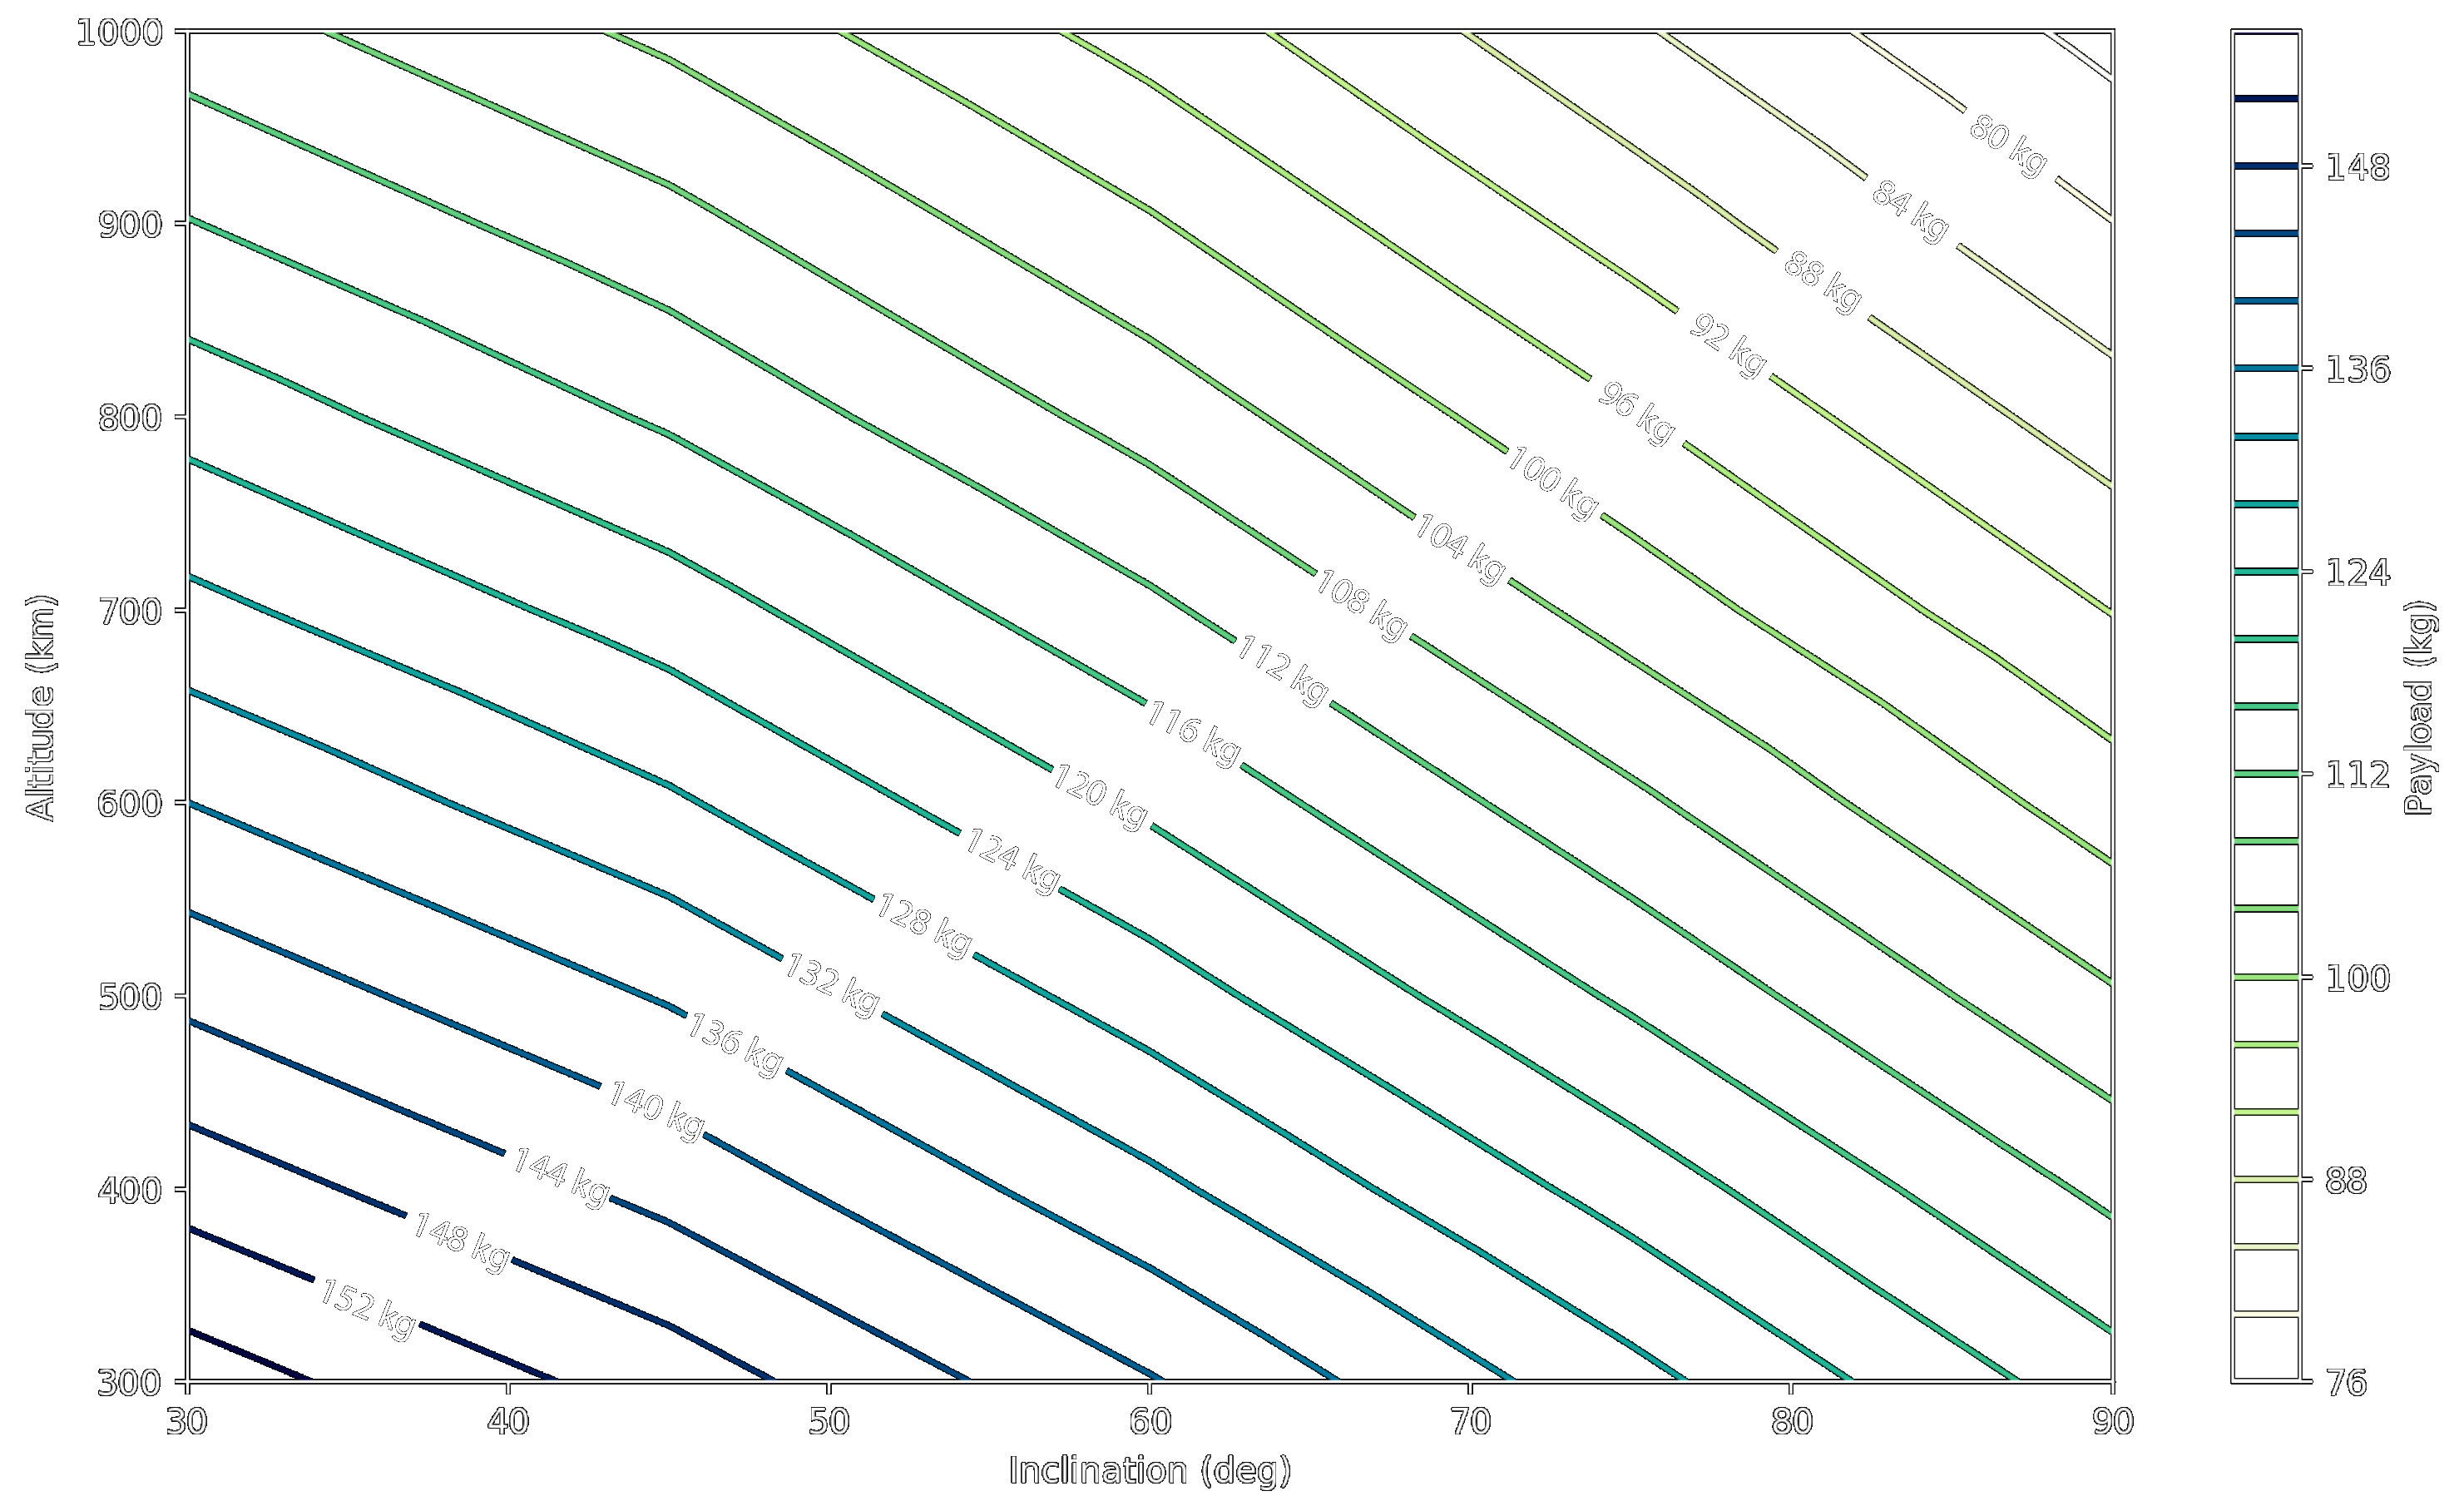 1000
900
800
700
600
500
400
300
Altitude (km)
30
40
50
60
70
80
90
Inclination (deg)
80 kg
84 kg
88 kg
92 kg
96 kg
100 kg
104 kg
108 kg
112 kg
116 kg
120 kg
124 kg
128 kg
132 kg
136 kg
140 kg
144 kg
148 kg
152 kg
148
136
124
112
100
88
76
Payload (kg)